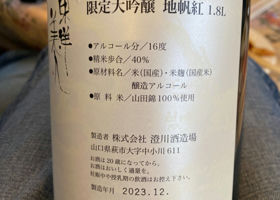 限定大吟醸 地帆紅 1.8L
●アルコール分／16度
●精米歩合／40%
●原材料名／米(国産)・米麹(国産米)
醸造アルコール
●原料米／山田錦100%使用
製造者 株式会社 澄川酒造場
山口県萩市大字中小川611
お酒は20歳になってから。
お酒はおいしく適量を。
妊娠中や授乳期の飲酒はお控え下さい。
製造年月 2023.12.